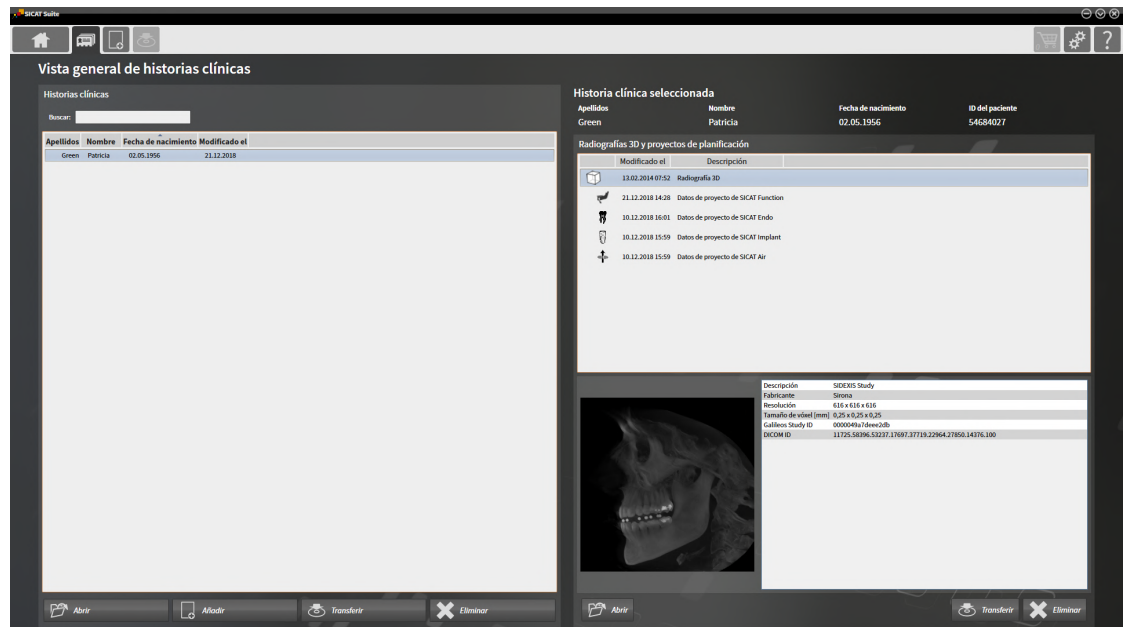 SICAT Suite
Vista general de historias clínicas
Historias clínicas
Buscar:
Apellidos Nombre Fecha de nacimiento Modificado el
Green Patricia 02.05.1956 21.12.2018
Abrir Añadir Transferir Eliminar
Historia clínica seleccionada
Apellidos Nombre Fecha de nacimiento ID del paciente
Green Patricia 02.05.1956 54684027
Radiografías 3D y proyectos de planificación
Modificado el Descripción
13.02.2014 07:52 Radiografía 3D
21.12.2018 14:28 Datos de proyecto de SICAT Function
10.12.2018 16:01 Datos de proyecto de SICAT Endo
10.12.2018 15:59 Datos de proyecto de SICAT Implant
10.12.2018 15:59 Datos de proyecto de SICAT Air
Descripción SIDEXIS Study
Fabricante Sirona
Resolución 616 x 616 x 616
Tamaño de vóxel [mm] 0,25 x 0,25 x 0,25
Galileos Study ID 0000049a7deee2db
DICOM ID 11725.58396.53237.17697.37719.22964.27850.14376.100
Abrir Transferir Eliminar